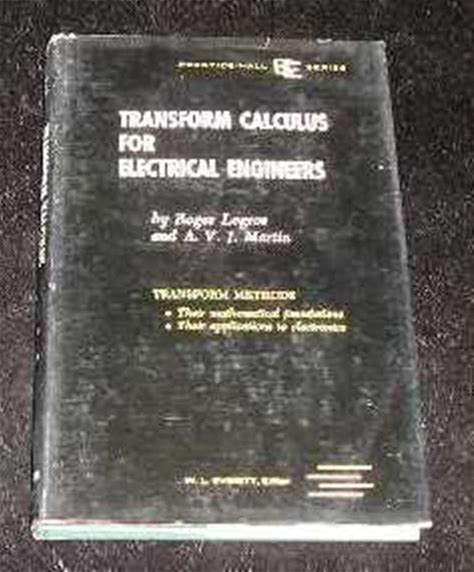 PRENTICE-HALL EE SERIES
TRANSFORM CALCULUS
FOR
ELECTRICAL ENGINEERS
by Roger Legros
and A. V. J. Martin
TRANSFORM METHODS
• Their mathematical foundations
• Their applications to electronics
W. L. EVERITT, Editor